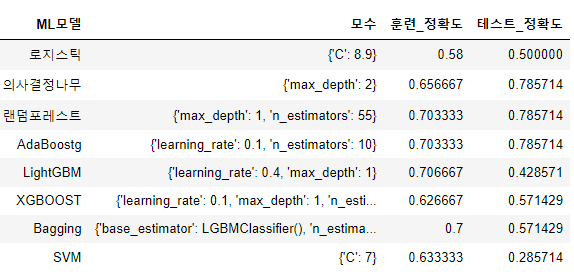 ML모델 모수 훈련_정확도 테스트_정확도
로지스틱 {'C': 8.9} 0.58 0.500000
의사결정나무 {'max_depth': 2} 0.656667 0.785714
랜덤포레스트 {'max_depth': 1, 'n_estimators': 55} 0.703333 0.785714
AdaBoostg {'learning_rate': 0.1, 'n_estimators': 10} 0.703333 0.785714
LightGBM {'learning_rate': 0.4, 'max_depth': 1} 0.706667 0.428571
XGBOOST {'learning_rate': 0.1, 'max_depth': 1, 'n_esti... 0.626667 0.571429
Bagging {'base_estimator': LGBMClassifier(), 'n_estima... 0.7 0.571429
SVM {'C': 7} 0.633333 0.285714